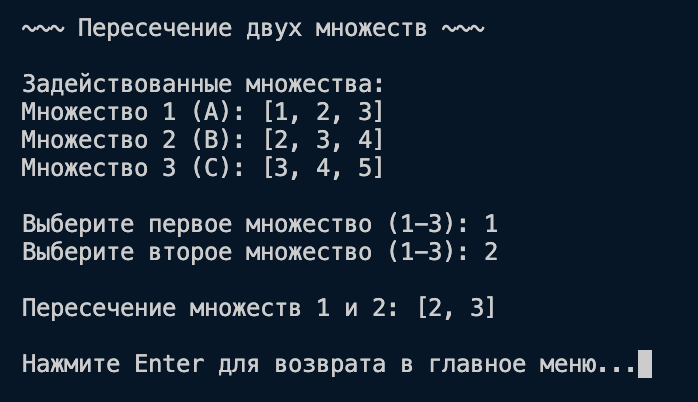 ~~~ Пересечение двух множеств ~~~
Задействованные множества:
Множество 1 (A): [1, 2, 3]
Множество 2 (B): [2, 3, 4]
Множество 3 (C): [3, 4, 5]
Выберите первое множество (1-3): 1
Выберите второе множество (1-3): 2
Пересечение множеств 1 и 2: [2, 3]
Нажмите Enter для возврата в главное меню...